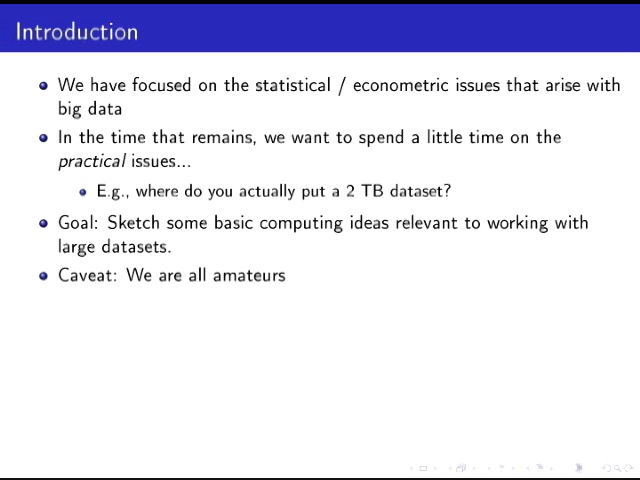 Introduction
We have focused on the statistical / econometric issues that arise with
big data
In the time that remains, we want to spend a little time on the
practical issues...
E.g., where do you actually put a 2 TB dataset?
Goal: Sketch some basic computing ideas relevant to working with
large datasets.
Caveat: We are all amateurs